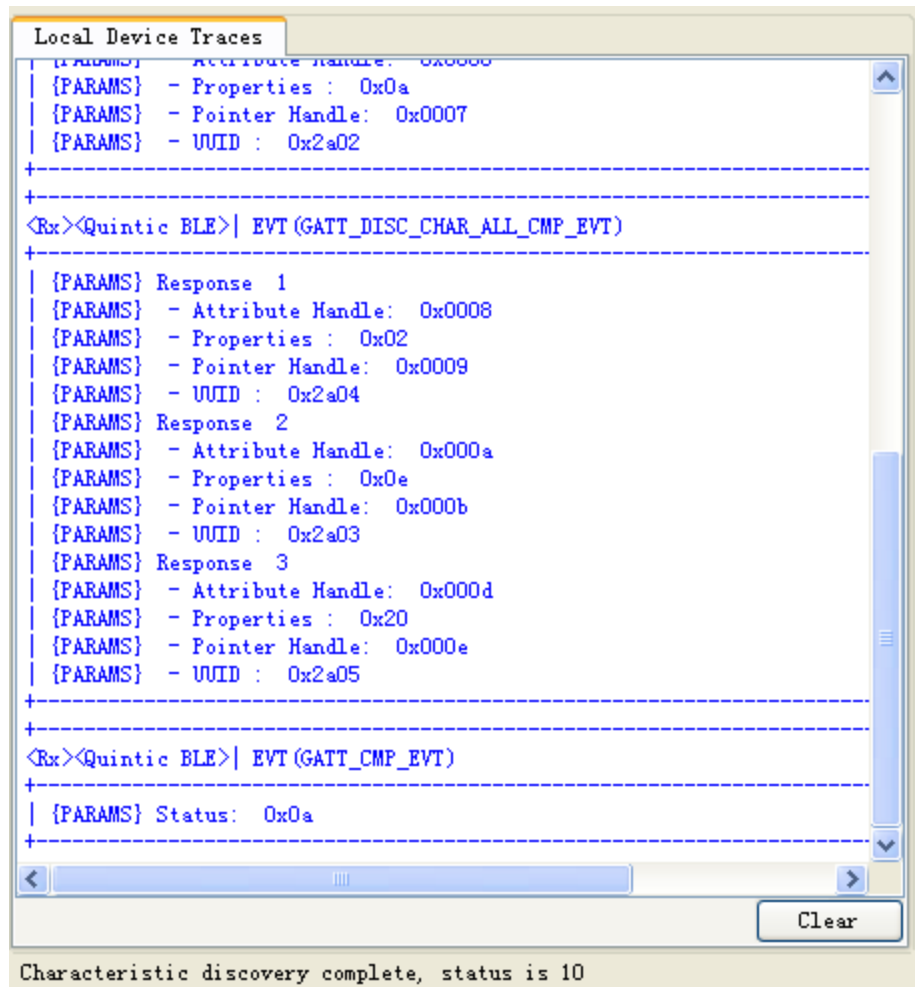 Local Device Traces
| {PARAMS} - Attribute Handle: 0x0006
| {PARAMS} - Properties : 0x0a
| {PARAMS} - Pointer Handle: 0x0007
| {PARAMS} - UUID : 0x2a02
+----------------------------------------------------------------------
+----------------------------------------------------------------------
<Rx><Quintic BLE>| EVT(GATT_DISC_CHAR_ALL_CMP_EVT)
+----------------------------------------------------------------------
| {PARAMS} Response 1
| {PARAMS} - Attribute Handle: 0x0008
| {PARAMS} - Properties : 0x02
| {PARAMS} - Pointer Handle: 0x0009
| {PARAMS} - UUID : 0x2a04
| {PARAMS} Response 2
| {PARAMS} - Attribute Handle: 0x000a
| {PARAMS} - Properties : 0x0e
| {PARAMS} - Pointer Handle: 0x000b
| {PARAMS} - UUID : 0x2a03
| {PARAMS} Response 3
| {PARAMS} - Attribute Handle: 0x000d
| {PARAMS} - Properties : 0x20
| {PARAMS} - Pointer Handle: 0x000e
| {PARAMS} - UUID : 0x2a05
+----------------------------------------------------------------------
+----------------------------------------------------------------------
<Rx><Quintic BLE>| EVT(GATT_CMP_EVT)
+----------------------------------------------------------------------
| {PARAMS} Status: 0x0a
+----------------------------------------------------------------------
Clear
Characteristic discovery complete, status is 10